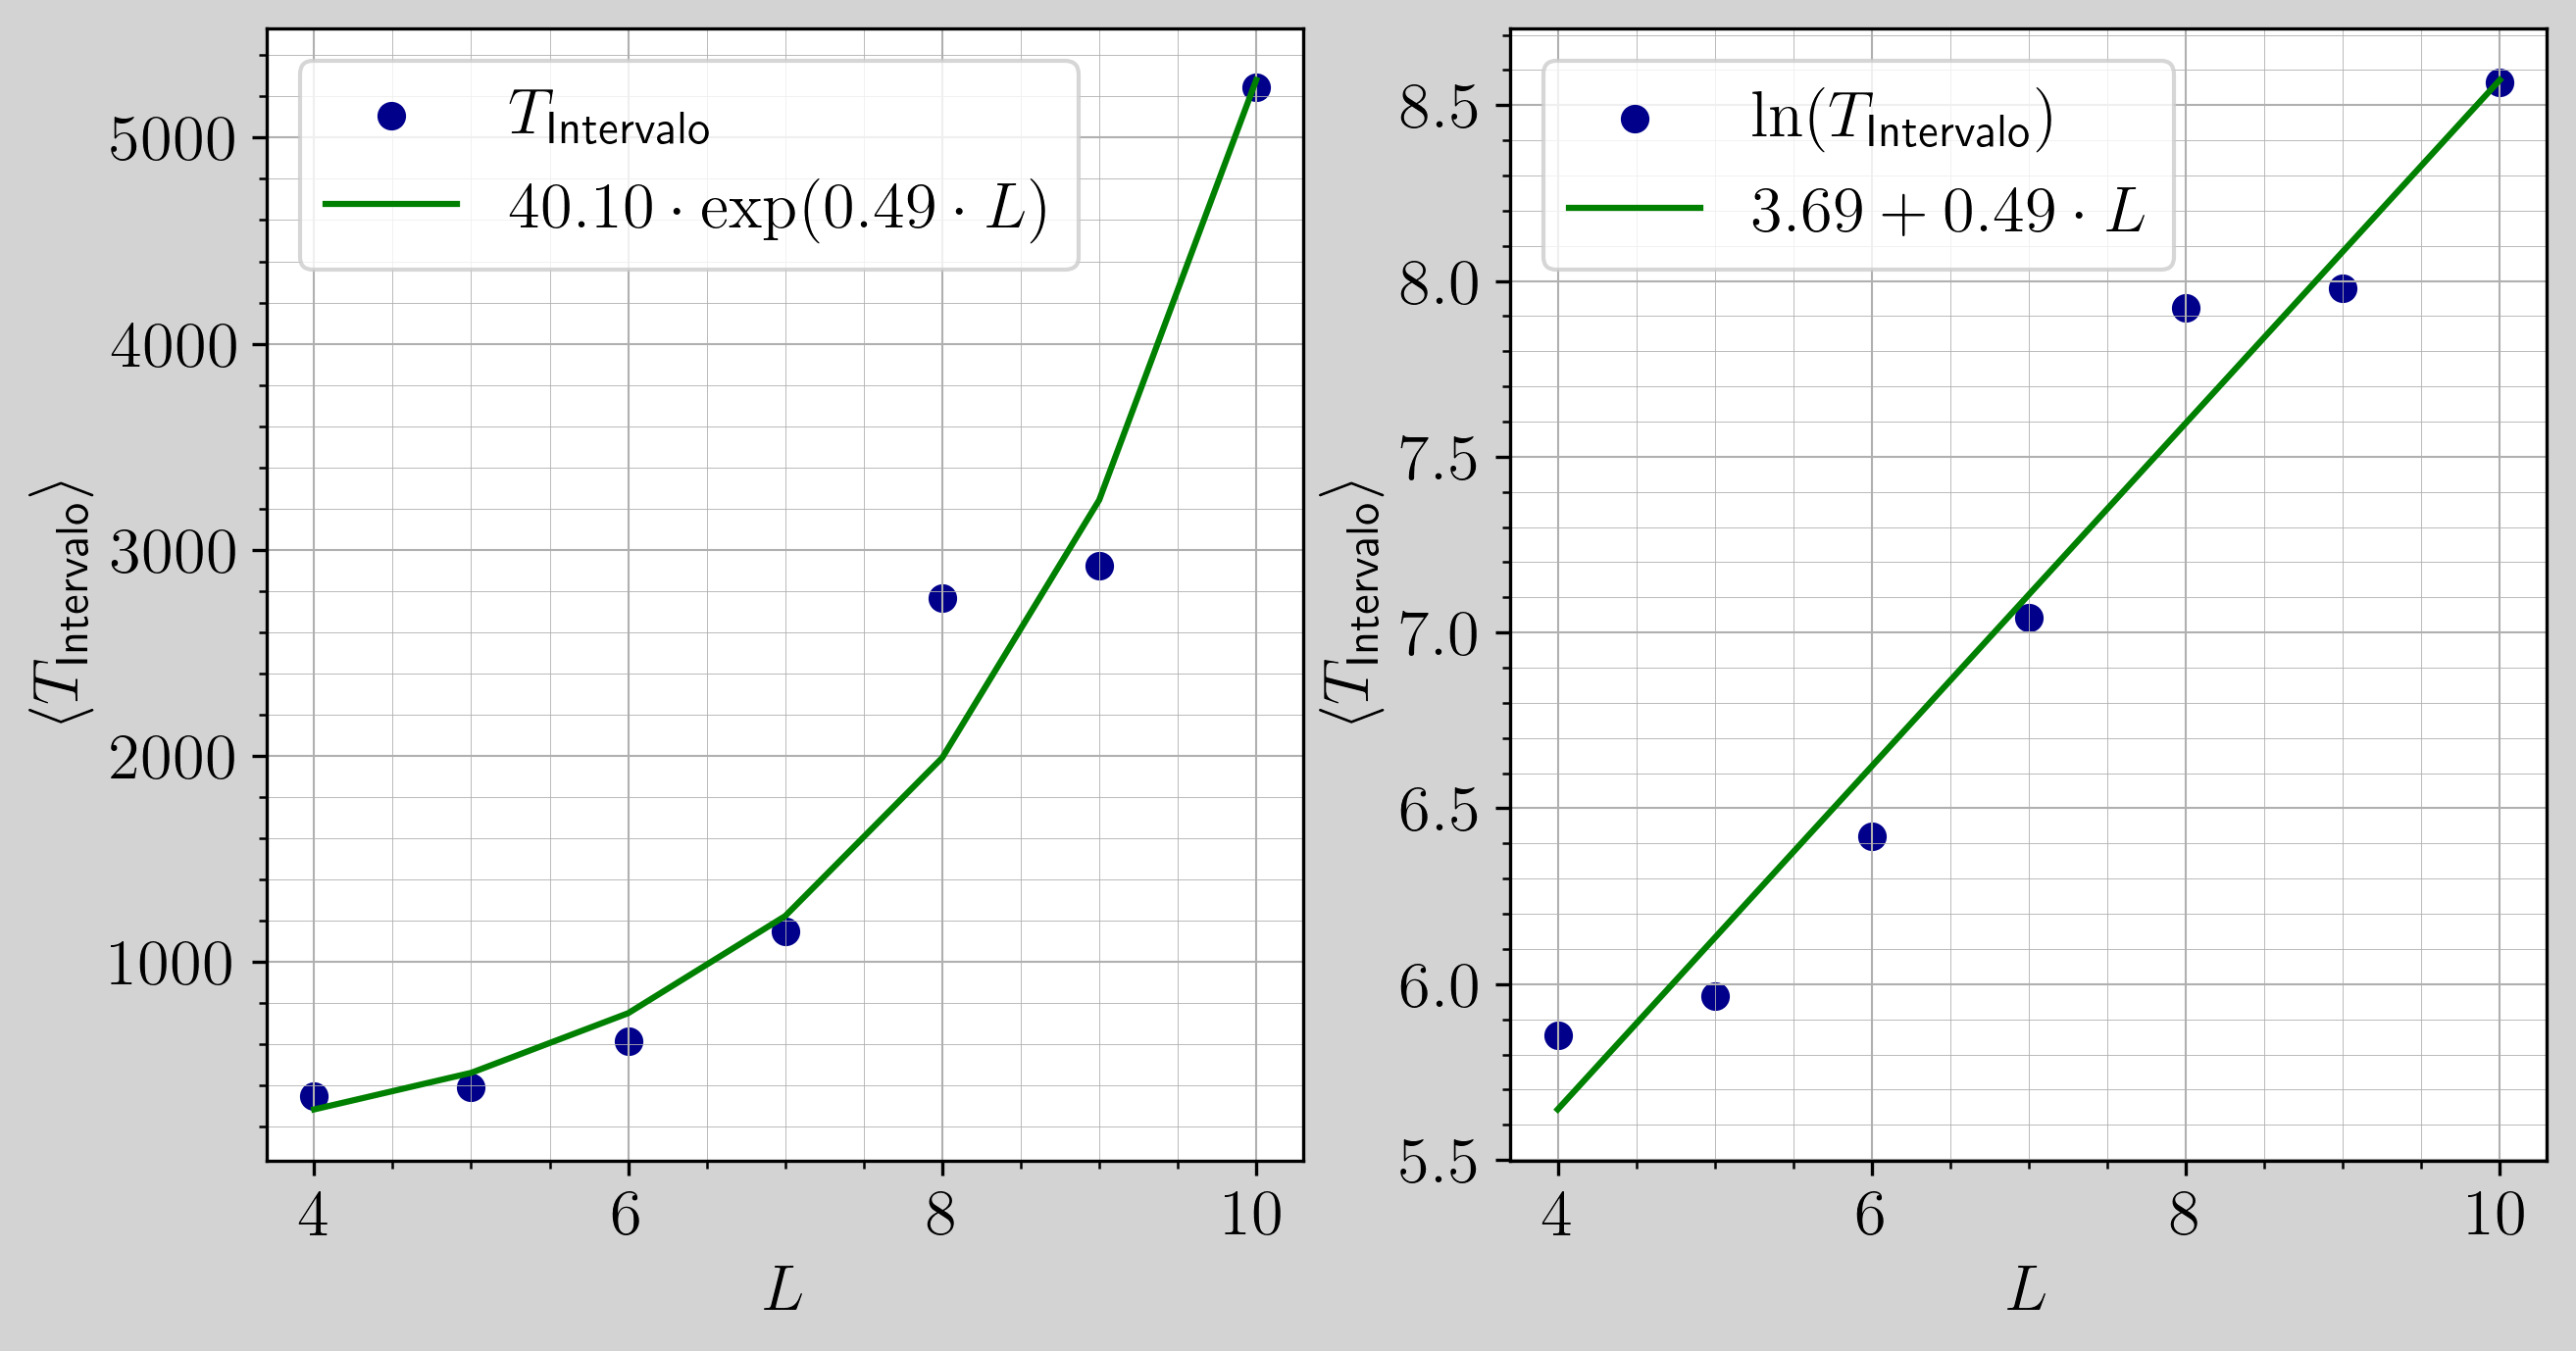 T_Intervalo
40.10 · exp(0.49 · L)
5000
4000
3000
2000
1000
⟨T_Intervalo⟩
4 6 8 10
L
ln(T_Intervalo)
3.69 + 0.49 · L
8.5
8.0
7.5
7.0
6.5
6.0
5.5
⟨T_Intervalo⟩
4 6 8 10
L